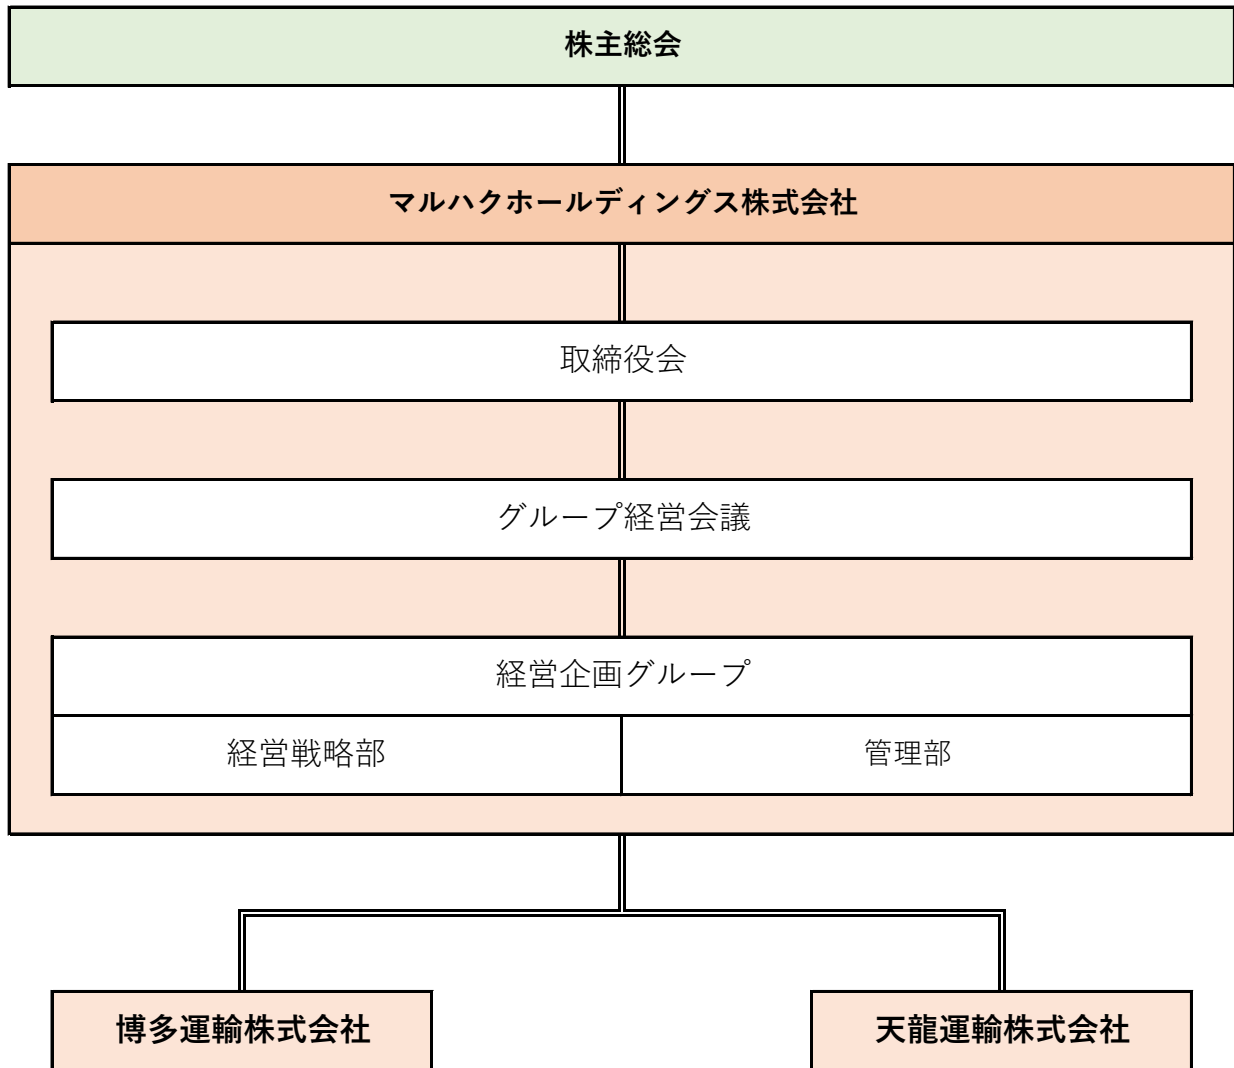 株主総会
マルハクホールディングス株式会社
取締役会
グループ経営会議
経営企画グループ
経営戦略部
管理部
博多運輸株式会社
天龍運輸株式会社